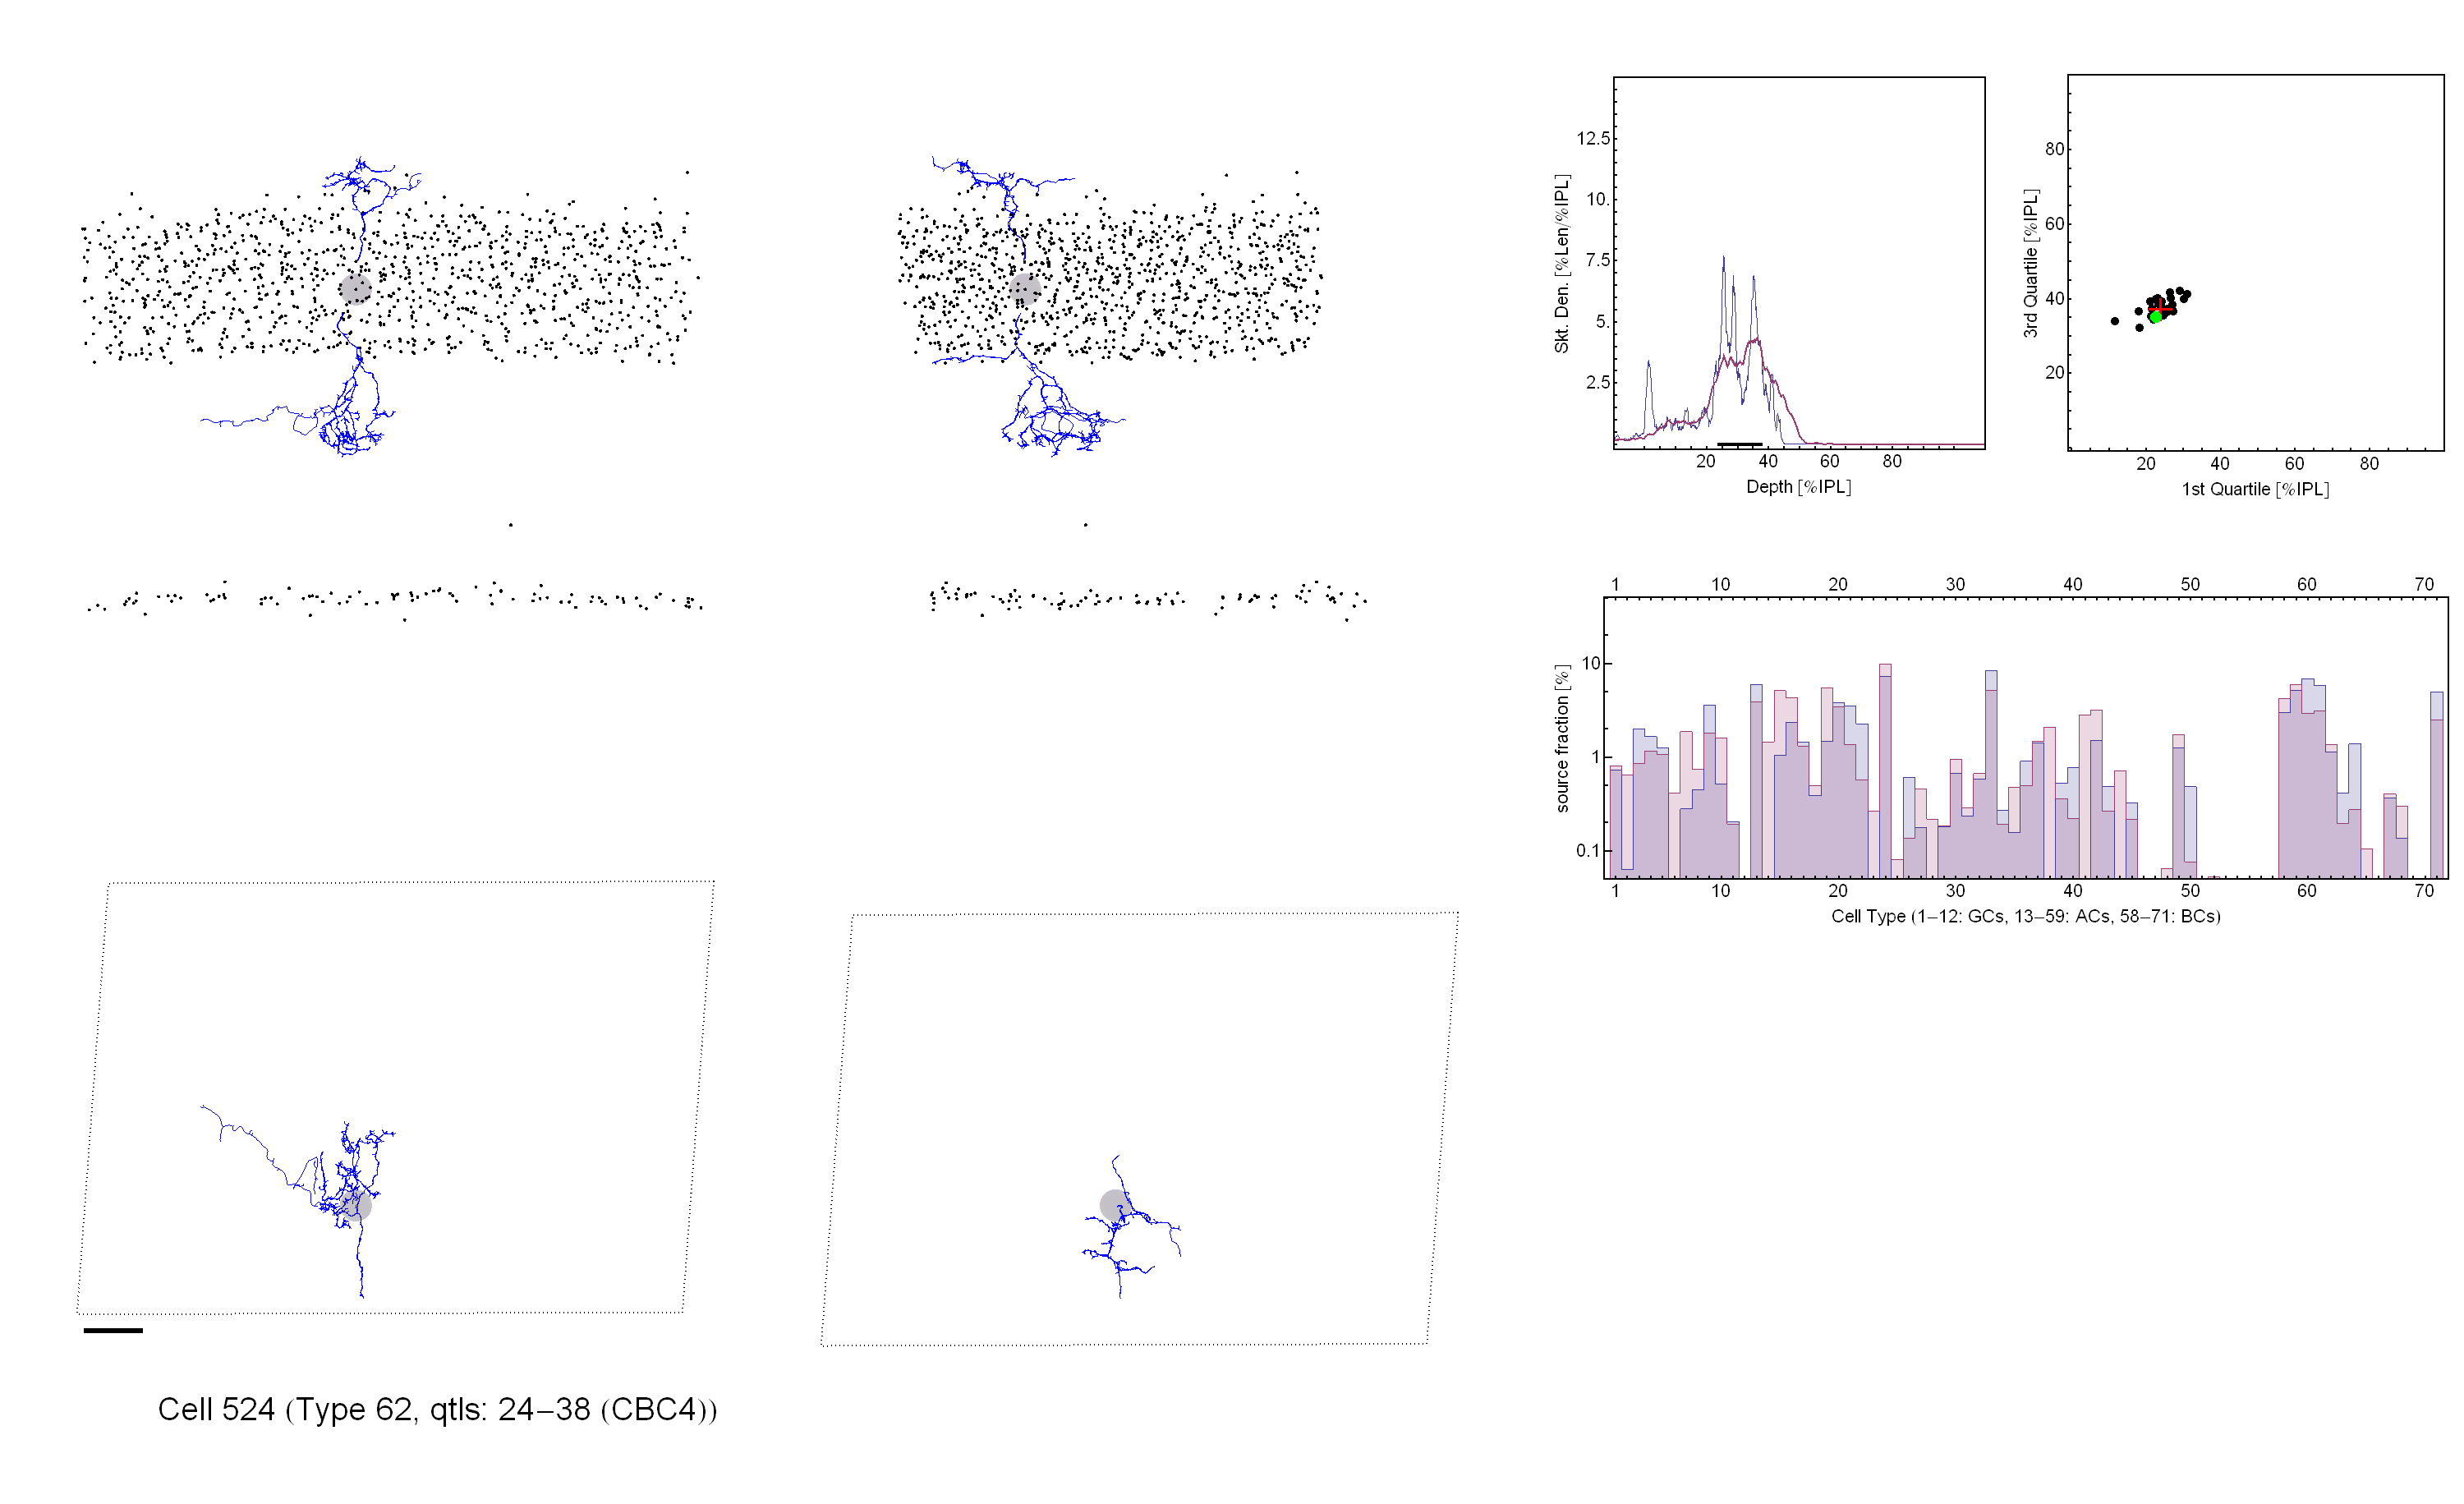 12.5
10.
7.5
5.
2.5
Skt. Den. [%Len/%IPL]
20 40 60 80
Depth [%IPL]
80
60
40
20
3rd Quartile [%IPL]
20 40 60 80
1st Quartile [%IPL]
1 10 20 30 40 50 60 70
10
1
0.1
source fraction [%]
1 10 20 30 40 50 60 70
Cell Type (1–12: GCs, 13–59: ACs, 58–71: BCs)
Cell 524 (Type 62, qtls: 24–38 (CBC4))